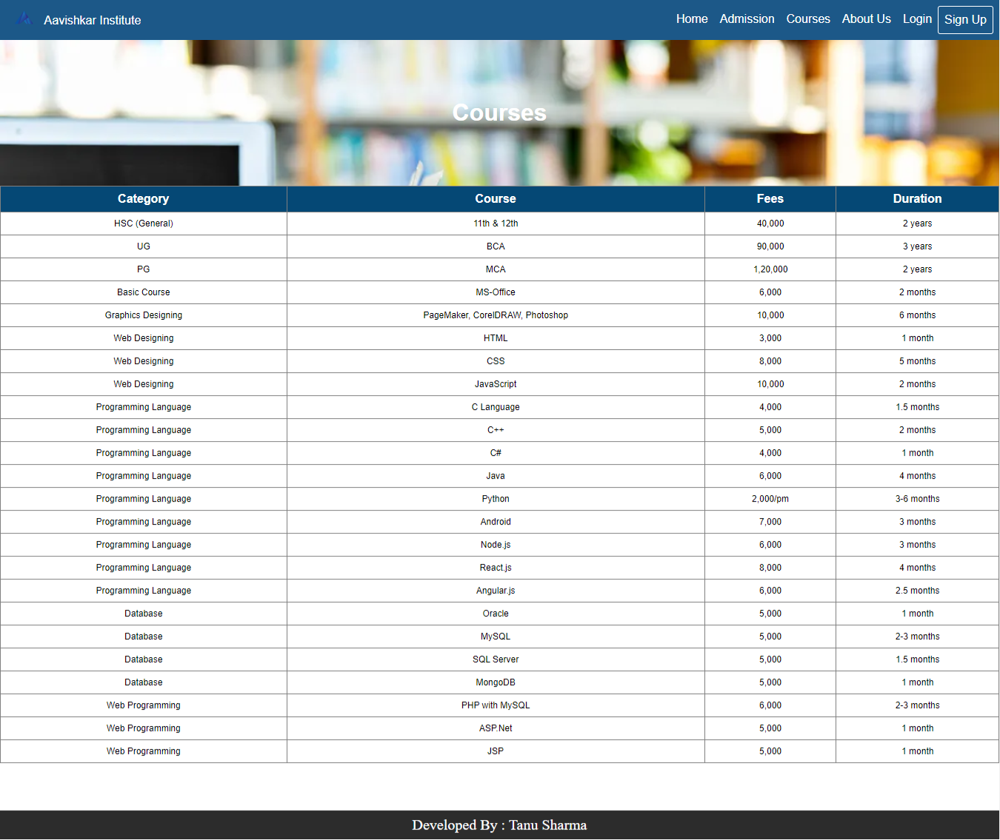 Aavishkar Institute Home Admission Courses About Us Login Sign Up
Courses
Category Course Fees Duration
HSC (General) 11th & 12th 40,000 2 years
UG BCA 90,000 3 years
PG MCA 1,20,000 2 years
Basic Course MS-Office 6,000 2 months
Graphics Designing PageMaker, CorelDRAW, Photoshop 10,000 6 months
Web Designing HTML 3,000 1 month
Web Designing CSS 8,000 5 months
Web Designing JavaScript 10,000 2 months
Programming Language C Language 4,000 1.5 months
Programming Language C++ 5,000 2 months
Programming Language C# 4,000 1 month
Programming Language Java 6,000 4 months
Programming Language Python 2,000/pm 3-6 months
Programming Language Android 7,000 3 months
Programming Language Node.js 6,000 3 months
Programming Language React.js 8,000 4 months
Programming Language Angular.js 6,000 2.5 months
Database Oracle 5,000 1 month
Database MySQL 5,000 2-3 months
Database SQL Server 5,000 1.5 months
Database MongoDB 5,000 1 month
Web Programming PHP with MySQL 6,000 2-3 months
Web Programming ASP.Net 5,000 1 month
Web Programming JSP 5,000 1 month
Developed By : Tanu Sharma